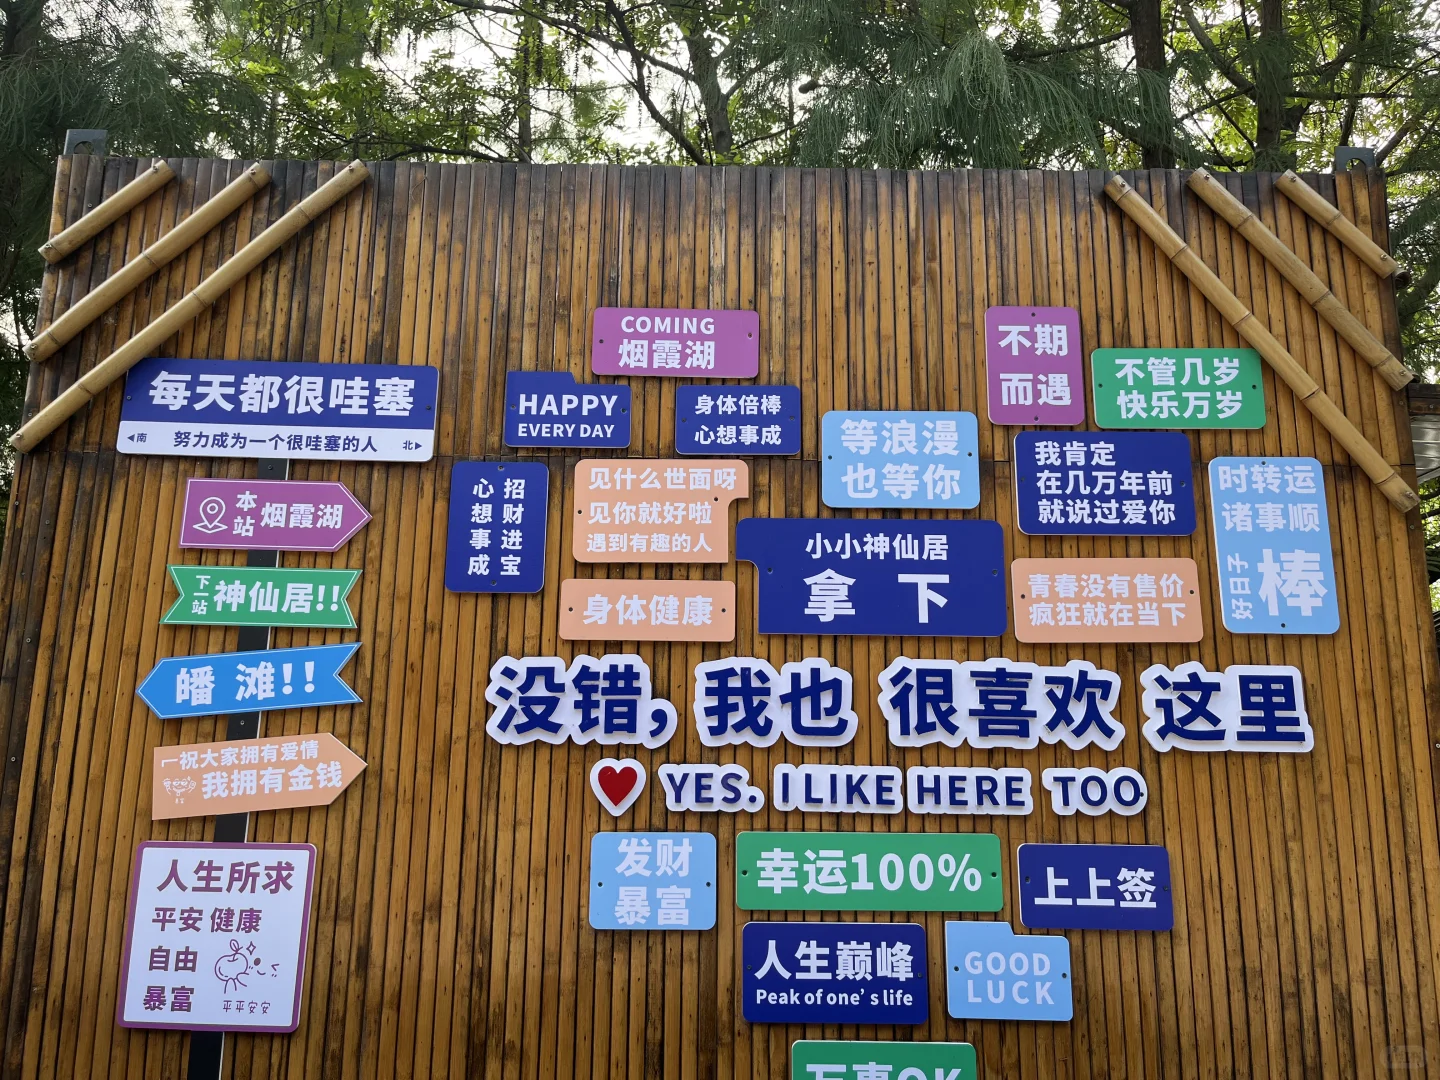 COMING
烟霞湖
不期
而遇
不管几岁
快乐万岁
每天都很哇塞
◀南 努力成为一个很哇塞的人 北▶
HAPPY
EVERY DAY
身体倍棒
心想事成
等浪漫
也等你
我肯定
在几万年前
就说过爱你
时转运
诸事顺
好日子
棒
招财进宝
心想事成
见什么世面呀
见你就好啦
遇到有趣的人
本站
烟霞湖
小小神仙居
拿 下
青春没有售价
疯狂就在当下
下一站
神仙居!!
身体健康
皤 滩!!
没错，我也 很喜欢 这里
YES. I LIKE HERE TOO
祝大家拥有爱情
我拥有金钱
发财
暴富
幸运100%
上上签
人生所求
平安 健康
自由
暴富
平平安安
人生巅峰
Peak of one's life
GOOD
LUCK
万事OK